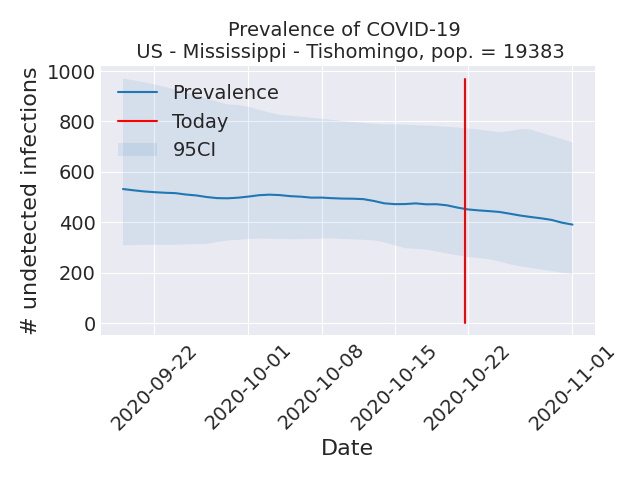 Prevalence of COVID-19
US - Mississippi - Tishomingo, pop. = 19383
# undetected infections
1000
800
600
400
200
0
Prevalence
Today
95CI
2020-09-22
2020-10-01
2020-10-08
2020-10-15
2020-10-22
2020-11-01
Date